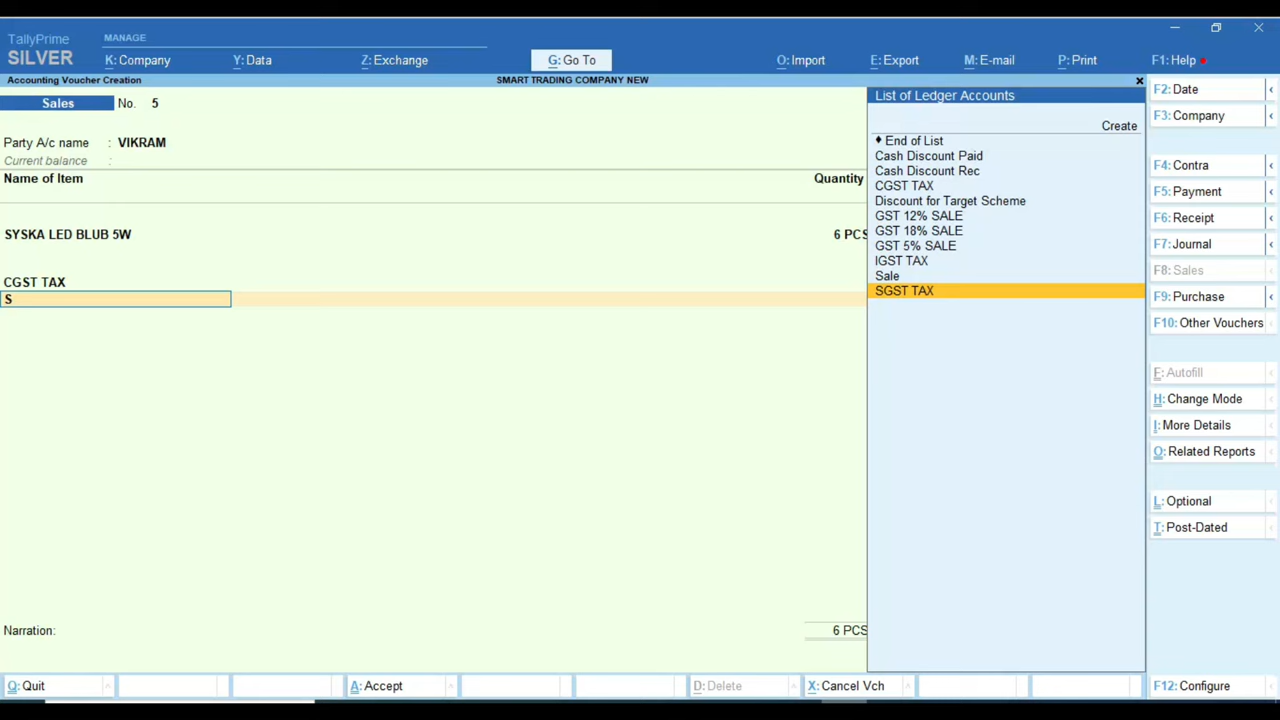 TallyPrime
MANAGE
SILVER
K: Company
Y: Data
Z: Exchange
G: Go To
O: Import
E: Export
M: E-mail
P: Print
F1: Help
Accounting Voucher Creation
SMART TRADING COMPANY NEW
Sales
No. 5
Party A/c name : VIKRAM
Current balance :
Name of Item
Quantity
SYSKA LED BLUB 5W
6 PCS
CGST TAX
S
Narration:
6 PCS
List of Ledger Accounts
Create
♦ End of List
Cash Discount Paid
Cash Discount Rec
CGST TAX
Discount for Target Scheme
GST 12% SALE
GST 18% SALE
GST 5% SALE
IGST TAX
Sale
SGST TAX
F2: Date
F3: Company
F4: Contra
F5: Payment
F6: Receipt
F7: Journal
F8: Sales
F9: Purchase
F10: Other Vouchers
F: Autofill
H: Change Mode
I: More Details
O: Related Reports
L: Optional
T: Post-Dated
Q: Quit
A: Accept
D: Delete
X: Cancel Vch
F12: Configure